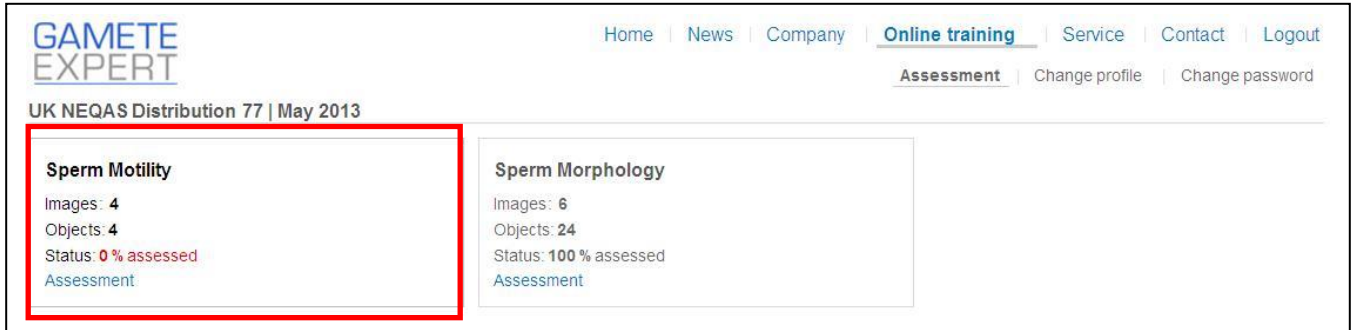 GAMETE
EXPERT
Home | News | Company | Online training | Service | Contact | Logout
Assessment | Change profile | Change password
UK NEQAS Distribution 77 | May 2013
Sperm Motility
Images: 4
Objects: 4
Status: 0 % assessed
Assessment
Sperm Morphology
Images: 6
Objects: 24
Status: 100 % assessed
Assessment